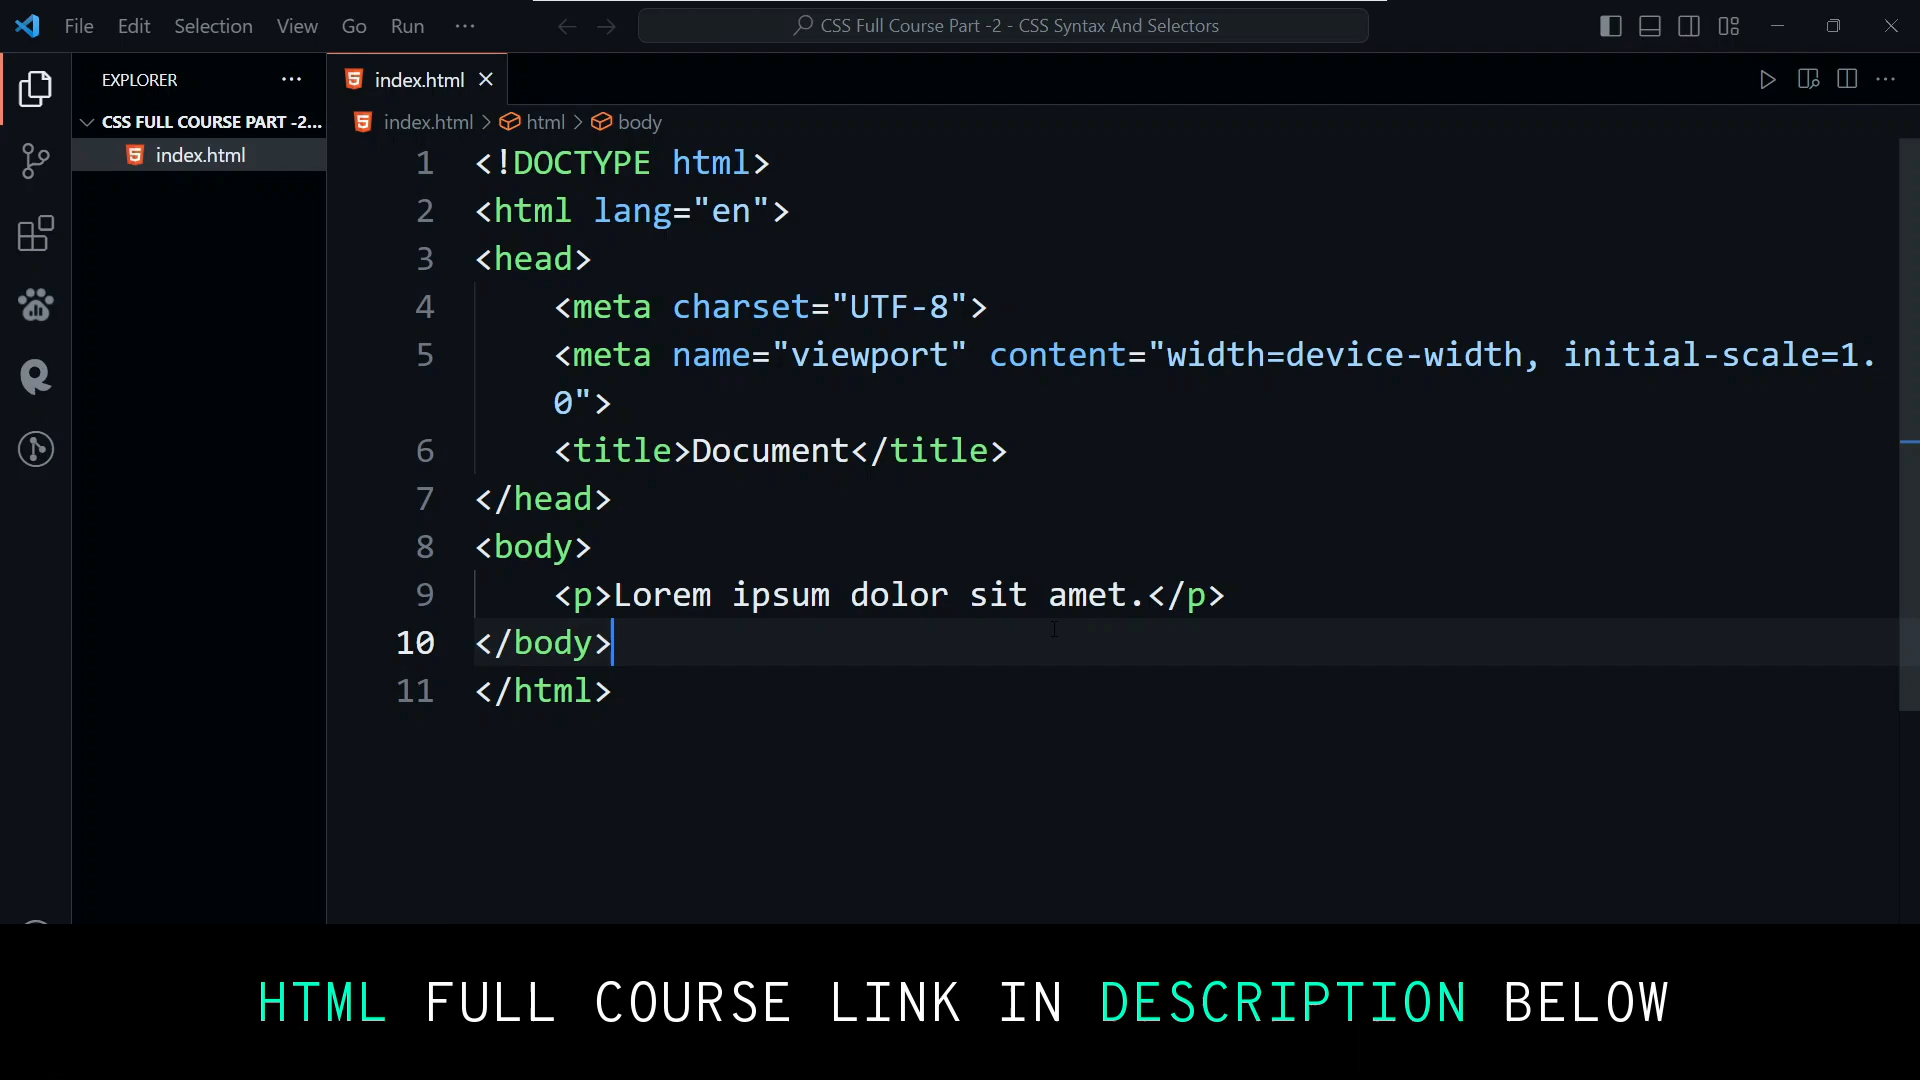 File Edit Selection View Go Run ···
CSS Full Course Part -2 - CSS Syntax And Selectors
EXPLORER ···
CSS FULL COURSE PART -2...
index.html
index.html
index.html > html > body
1 <!DOCTYPE html>
2 <html lang="en">
3 <head>
4 <meta charset="UTF-8">
5 <meta name="viewport" content="width=device-width, initial-scale=1.
0">
6 <title>Document</title>
7 </head>
8 <body>
9 <p>Lorem ipsum dolor sit amet.</p>
10 </body>
11 </html>
HTML FULL COURSE LINK IN DESCRIPTION BELOW